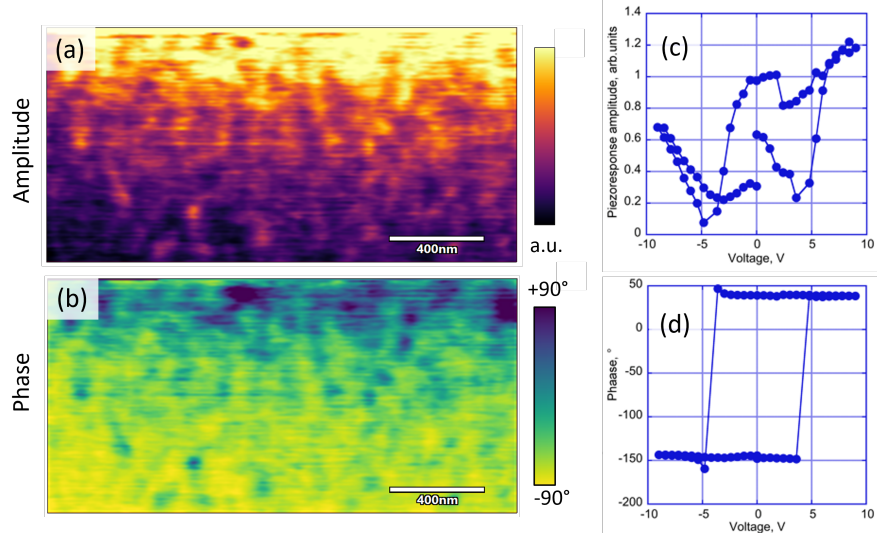 (a)
Amplitude
400nm
a.u.
(b)
Phase
400nm
+90°
-90°
(c)
Piezoresponse amplitude, arb.units
1.4
1.2
1
0.8
0.6
0.4
0.2
0
-10
-5
0
5
10
Voltage, V
(d)
Phaase, °
50
0
-50
-100
-150
-200
-10
-5
0
5
10
Voltage, V